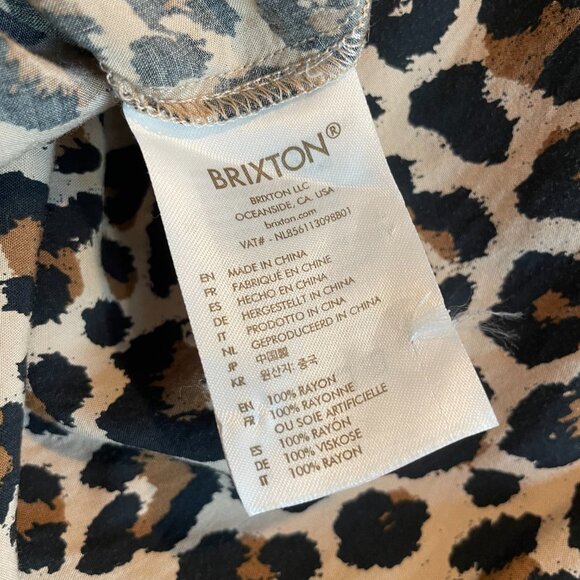 BRIXTON®
BRIXTON LLC
OCEANSIDE, CA, USA
brixton.com
VAT# - NL856113098B01
EN MADE IN CHINA
FR FABRIQUÉ EN CHINE
ES HECHO EN CHINA
DE HERGESTELLT IN CHINA
IT PRODOTTO IN CINA
NL GEPRODUCEERD IN CHINA
JP 中国製
KR 원산지: 중국
EN 100% RAYON
FR 100% RAYONNE
OU SOIE ARTIFICIELLE
ES 100% RAYON
DE 100% VISKOSE
IT 100% RAYON